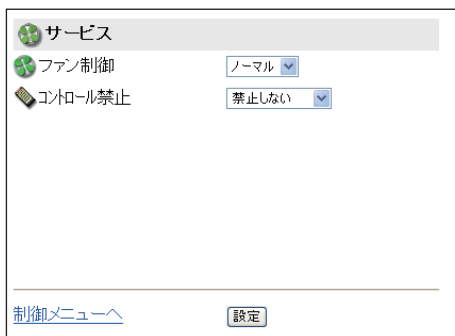 サービス
ファン制御 ノーマル
コントロール禁止 禁止しない
制御メニューへ 設定